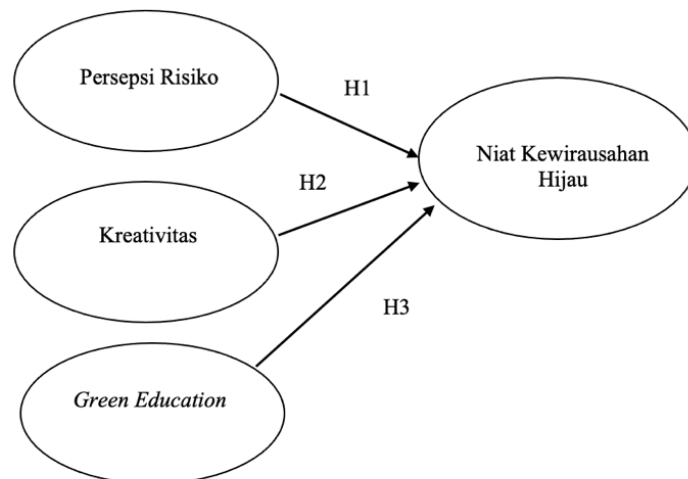 Persepsi Risiko
H1
Niat Kewirausahan
Hijau
H2
Kreativitas
H3
Green Education